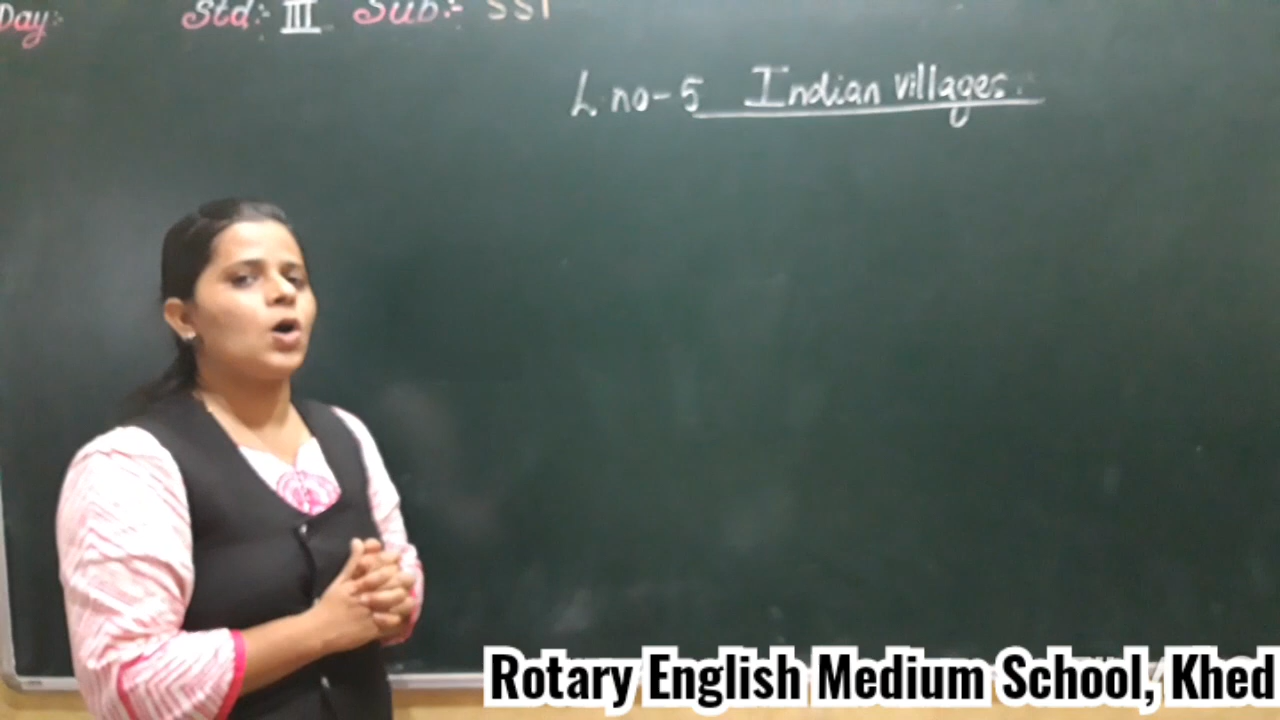 Day:- Std:- III Sub:- SST
L no-5 Indian villages.
Rotary English Medium School, Khed